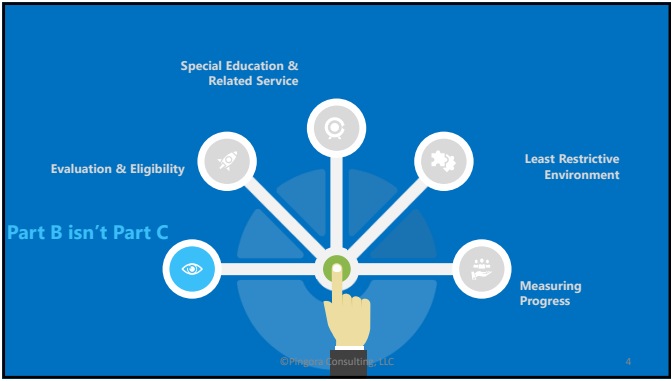 Special Education &
Related Service
Evaluation & Eligibility
Least Restrictive
Environment
Part B isn't Part C
Measuring
Progress
©Pingora Consulting, LLC
4